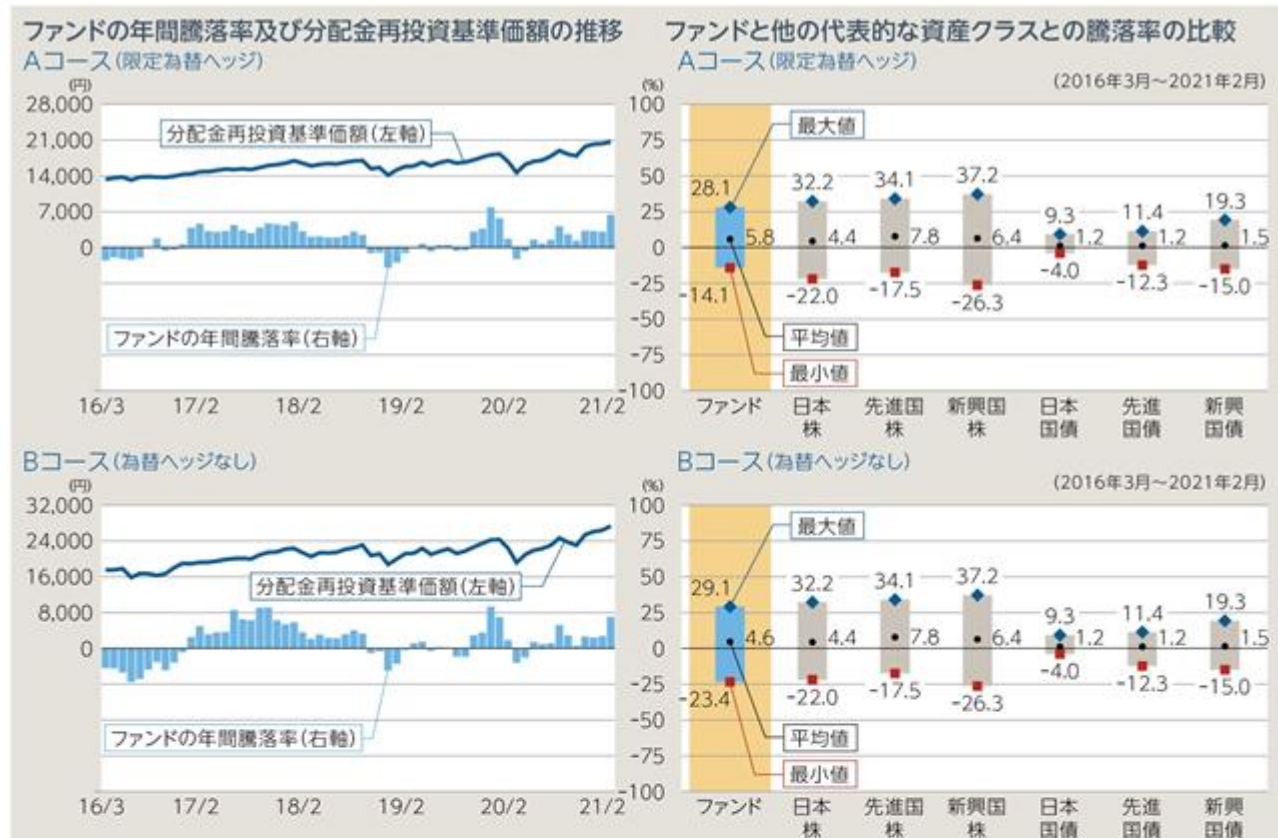 ファンドの年間騰落率及び分配金再投資基準価額の推移
Aコース(限定為替ヘッジ)
(円)
28,000
21,000
14,000
7,000
0
分配金再投資基準価額(左軸)
ファンドの年間騰落率(右軸)
(%)
100
75
50
25
0
-25
-50
-75
-100
16/3 17/2 18/2 19/2 20/2 21/2
ファンドと他の代表的な資産クラスとの騰落率の比較
Aコース(限定為替ヘッジ)
(2016年3月~2021年2月)
最大値
28.1 32.2 34.1 37.2 9.3 11.4 19.3
5.8 4.4 7.8 6.4 1.2 1.2 1.5
-14.1 -22.0 -17.5 -26.3 -4.0 -12.3 -15.0
平均値
最小値
ファンド 日本 先進国 新興国 日本 先進 新興
株 株 株 国債 国債 国債
Bコース(為替ヘッジなし)
(円)
32,000
24,000
16,000
8,000
0
分配金再投資基準価額(左軸)
ファンドの年間騰落率(右軸)
(%)
100
75
50
25
0
-25
-50
-75
-100
16/3 17/2 18/2 19/2 20/2 21/2
Bコース(為替ヘッジなし)
(2016年3月~2021年2月)
最大値
29.1 32.2 34.1 37.2 9.3 11.4 19.3
4.6 4.4 7.8 6.4 1.2 1.2 1.5
-23.4 -22.0 -17.5 -26.3 -4.0 -12.3 -15.0
平均値
最小値
ファンド 日本 先進国 新興国 日本 先進 新興
株 株 株 国債 国債 国債